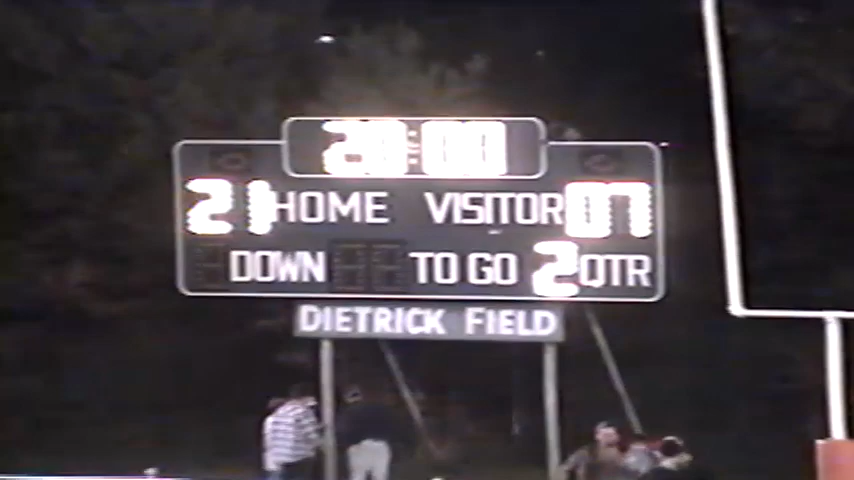 20:00
21 HOME VISITOR 07
DOWN TO GO 2 QTR
DIETRICK FIELD